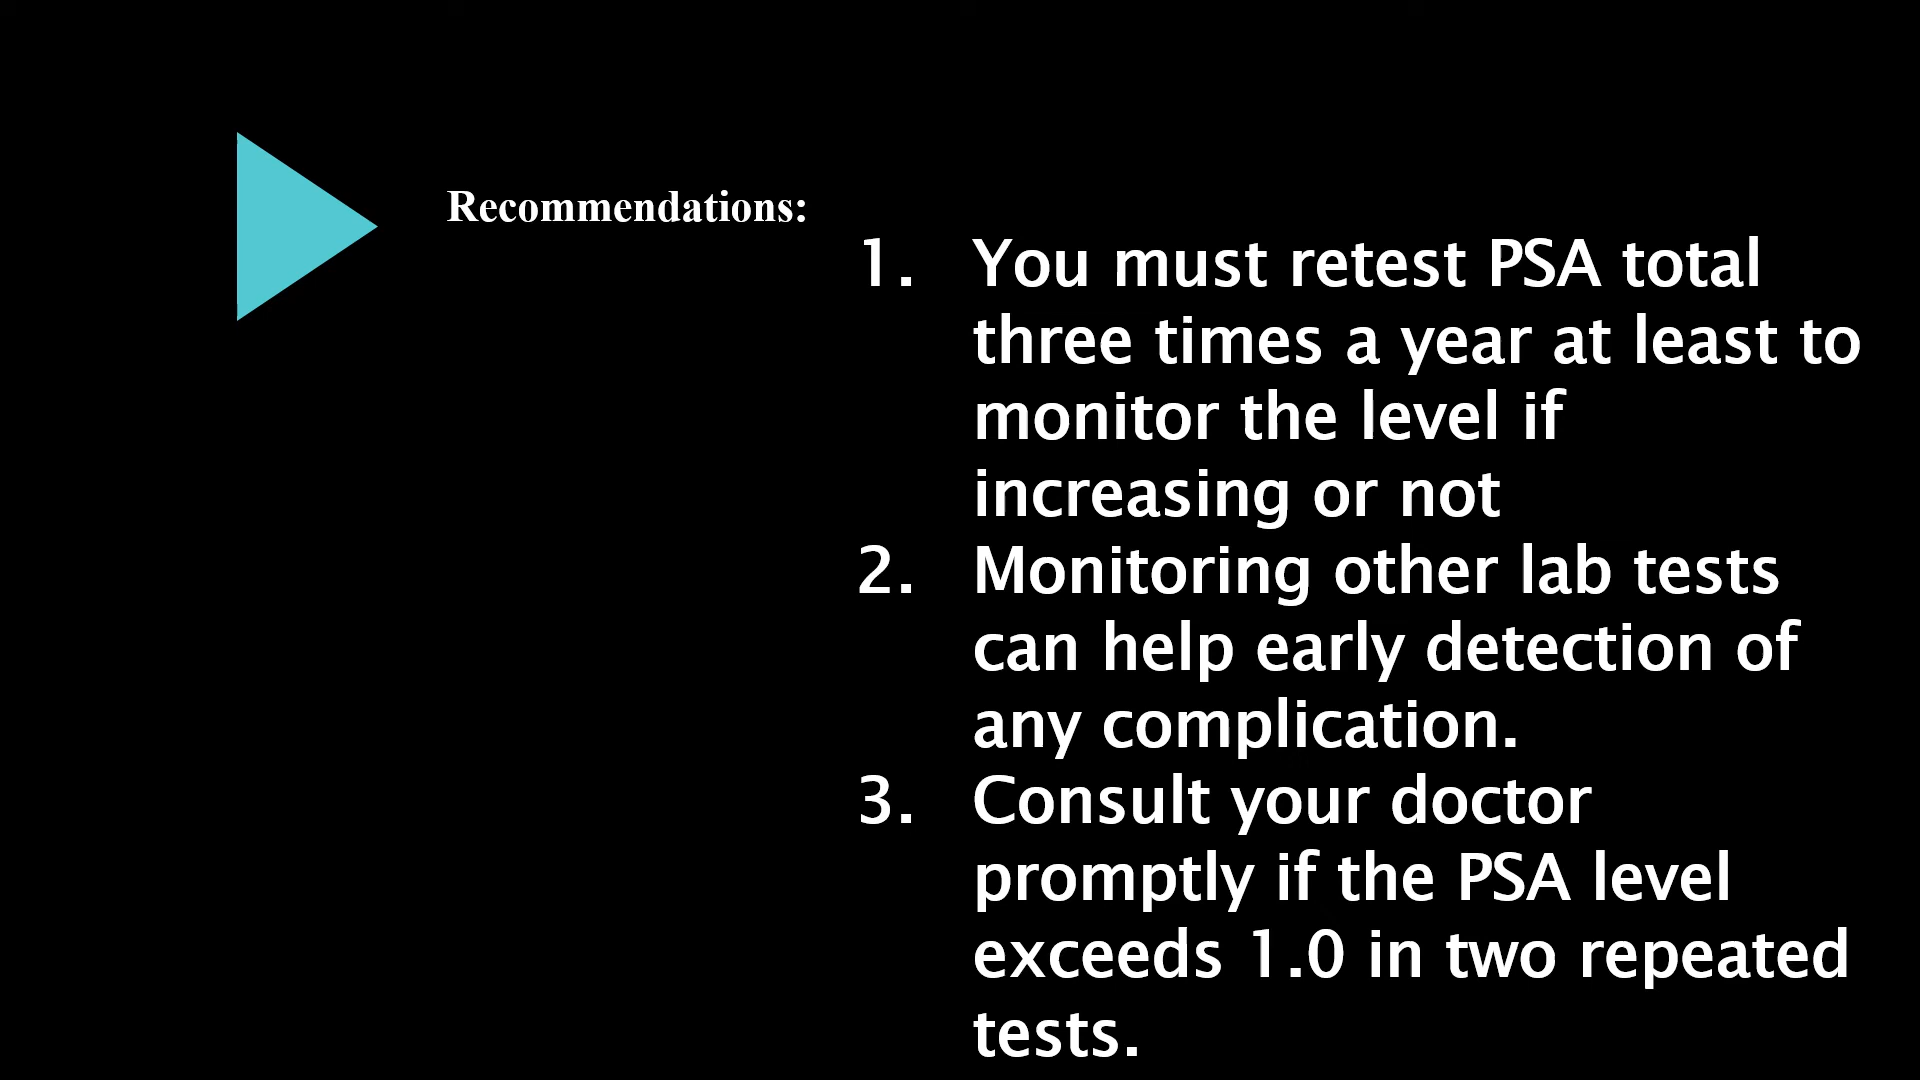 Recommendations:
1. You must retest PSA total
three times a year at least to
monitor the level if
increasing or not
2. Monitoring other lab tests
can help early detection of
any complication.
3. Consult your doctor
promptly if the PSA level
exceeds 1.0 in two repeated
tests.